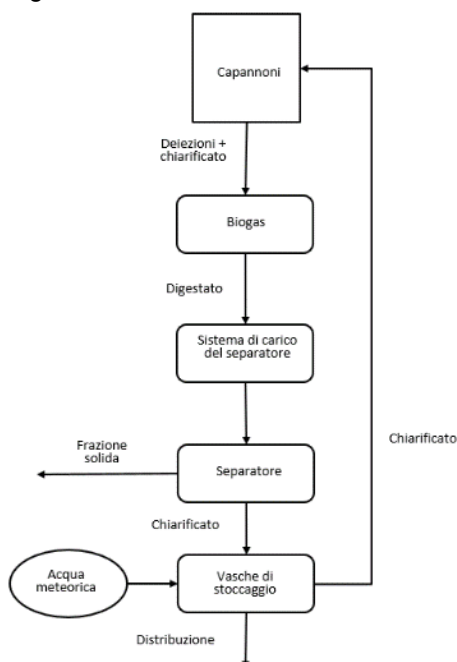 Capannoni
Deiezioni +
chiarificato
Biogas
Digestato
Sistema di carico
del separatore
Frazione
solida
Separatore
Chiarificato
Chiarificato
Acqua
meteorica
Vasche di
stoccaggio
Distribuzione